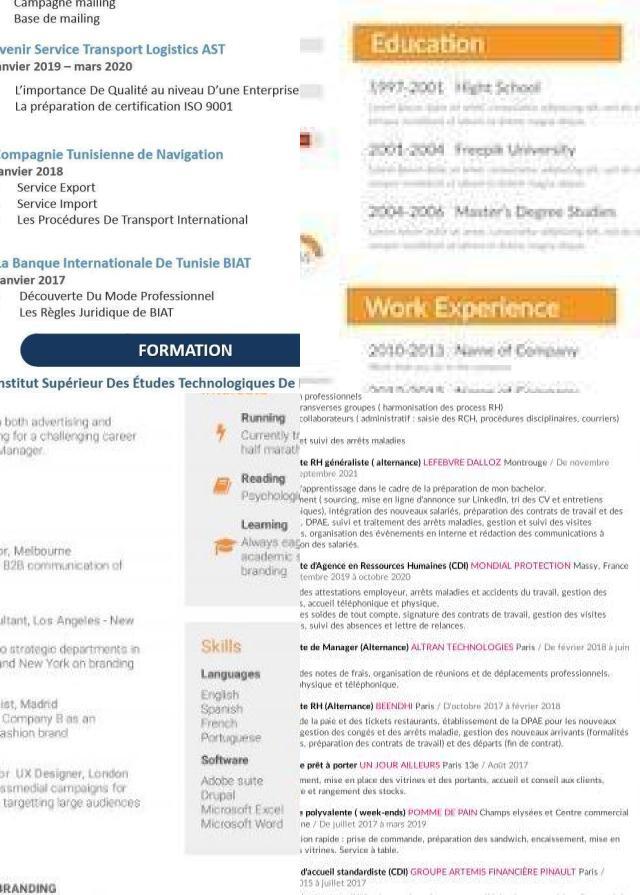 Campagne mailing
Base de mailing
venir Service Transport Logistics AST
anvier 2019 – mars 2020
L'importance De Qualité au niveau D'une Entreprise
La préparation de certification ISO 9001
Compagnie Tunisienne de Navigation
anvier 2018
Service Export
Service Import
Les Procédures De Transport International
La Banque Internationale De Tunisie BIAT
anvier 2017
Découverte Du Mode Professionnel
Les Règles Juridique de BIAT
FORMATION
nstitut Supérieur Des Études Technologiques De
Education
1997-2001 Hight School
2001-2004 Freepik University
2004-2006 Master's Degree Studies
Work Experience
2010-2013 Name of Company
Name of Company
both advertising and
ng for a challenging career
Manager.
or, Melbourne
B2B communication of
ultant, Los Angeles - New
o strategic departments in
nd New York on branding
ist, Madrid
Company B as an
ashion brand
or UX Designer, London
ssmedial campaigns for
targetting large audiences
BRANDING
Running
Currently tr
half marath
Reading
Psycholog
Learning
Always eag
academic s
branding
Skills
Languages
English
Spanish
French
Portuguese
Software
Adobe suite
Drupal
Microsoft Excel
Microsoft Word
professionnels
ransverses groupes ( harmonisation des process RH)
collaborateurs ( administratif : saisie des RCH, procédures disciplinaires, courriers)
et suivi des arrêts maladies
te RH généraliste ( alternance) LEFEBVRE DALLOZ Montrouge / De novembre
eptembre 2021
'apprentissage dans le cadre de la préparation de mon bachelor.
ment ( sourcing, mise en ligne d'annonce sur LinkedIn, tri des CV et entretiens
iques), intégration des nouveaux salariés, préparation des contrats de travail et des
, DPAE, suivi et traitement des arrêts maladies, gestion et suivi des visites
s, organisation des évènements en interne et rédaction des communications à
on des salariés.
te d'Agence en Ressources Humaines (CDI) MONDIAL PROTECTION Massy, France
tembre 2019 à octobre 2020
des attestations employeur, arrêts maladies et accidents du travail, gestion des
s, accueil téléphonique et physique.
es soldes de tout compte, signature des contrats de travail, gestion des visites
s, suivi des absences et lettre de relances.
te de Manager (Alternance) ALTRAN TECHNOLOGIES Paris / De février 2018 à juin
des notes de frais, organisation de réunions et de déplacements professionnels.
hysique et téléphonique.
te RH (Alternance) BEENDHI Paris / D'octobre 2017 à février 2018
de la paie et des tickets restaurants, établissement de la DPAE pour les nouveaux
gestion des congés et des arrêts maladie, gestion des nouveaux arrivants (formalités
s, préparation des contrats de travail) et des départs (fin de contrat).
e prêt à porter UN JOUR AILLEURS Paris 13e / Août 2017
ment, mise en place des vitrines et des portants, accueil et conseil aux clients,
e et rangement des stocks.
polyvalente ( week-ends) POMME DE PAIN Champs elysées et Centre commercial
ne / De juillet 2017 à mars 2019
ion rapide : prise de commande, préparation des sandwich, encaissement, mise en
vitrines. Service à table.
d'accueil standardiste (CDI) GROUPE ARTEMIS FINANCIÈRE PINAULT Paris /
015 à juillet 2017